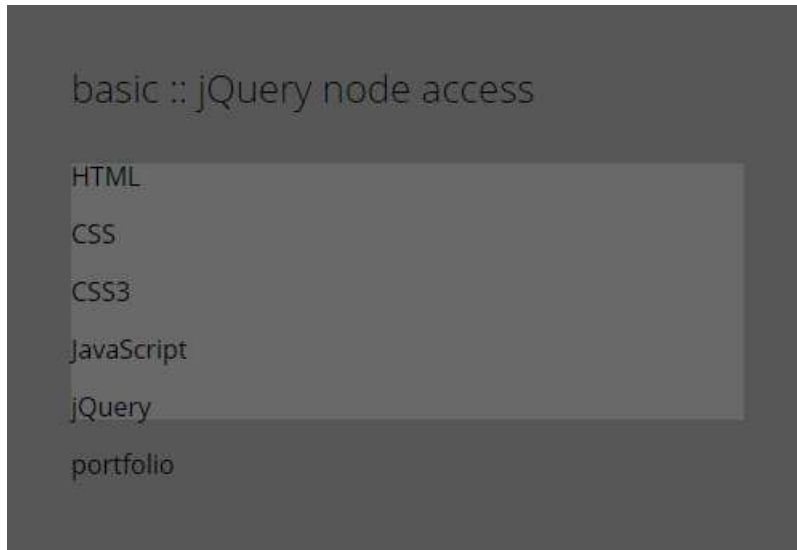 basic :: jQuery node access
HTML
CSS
CSS3
JavaScript
jQuery
portfolio